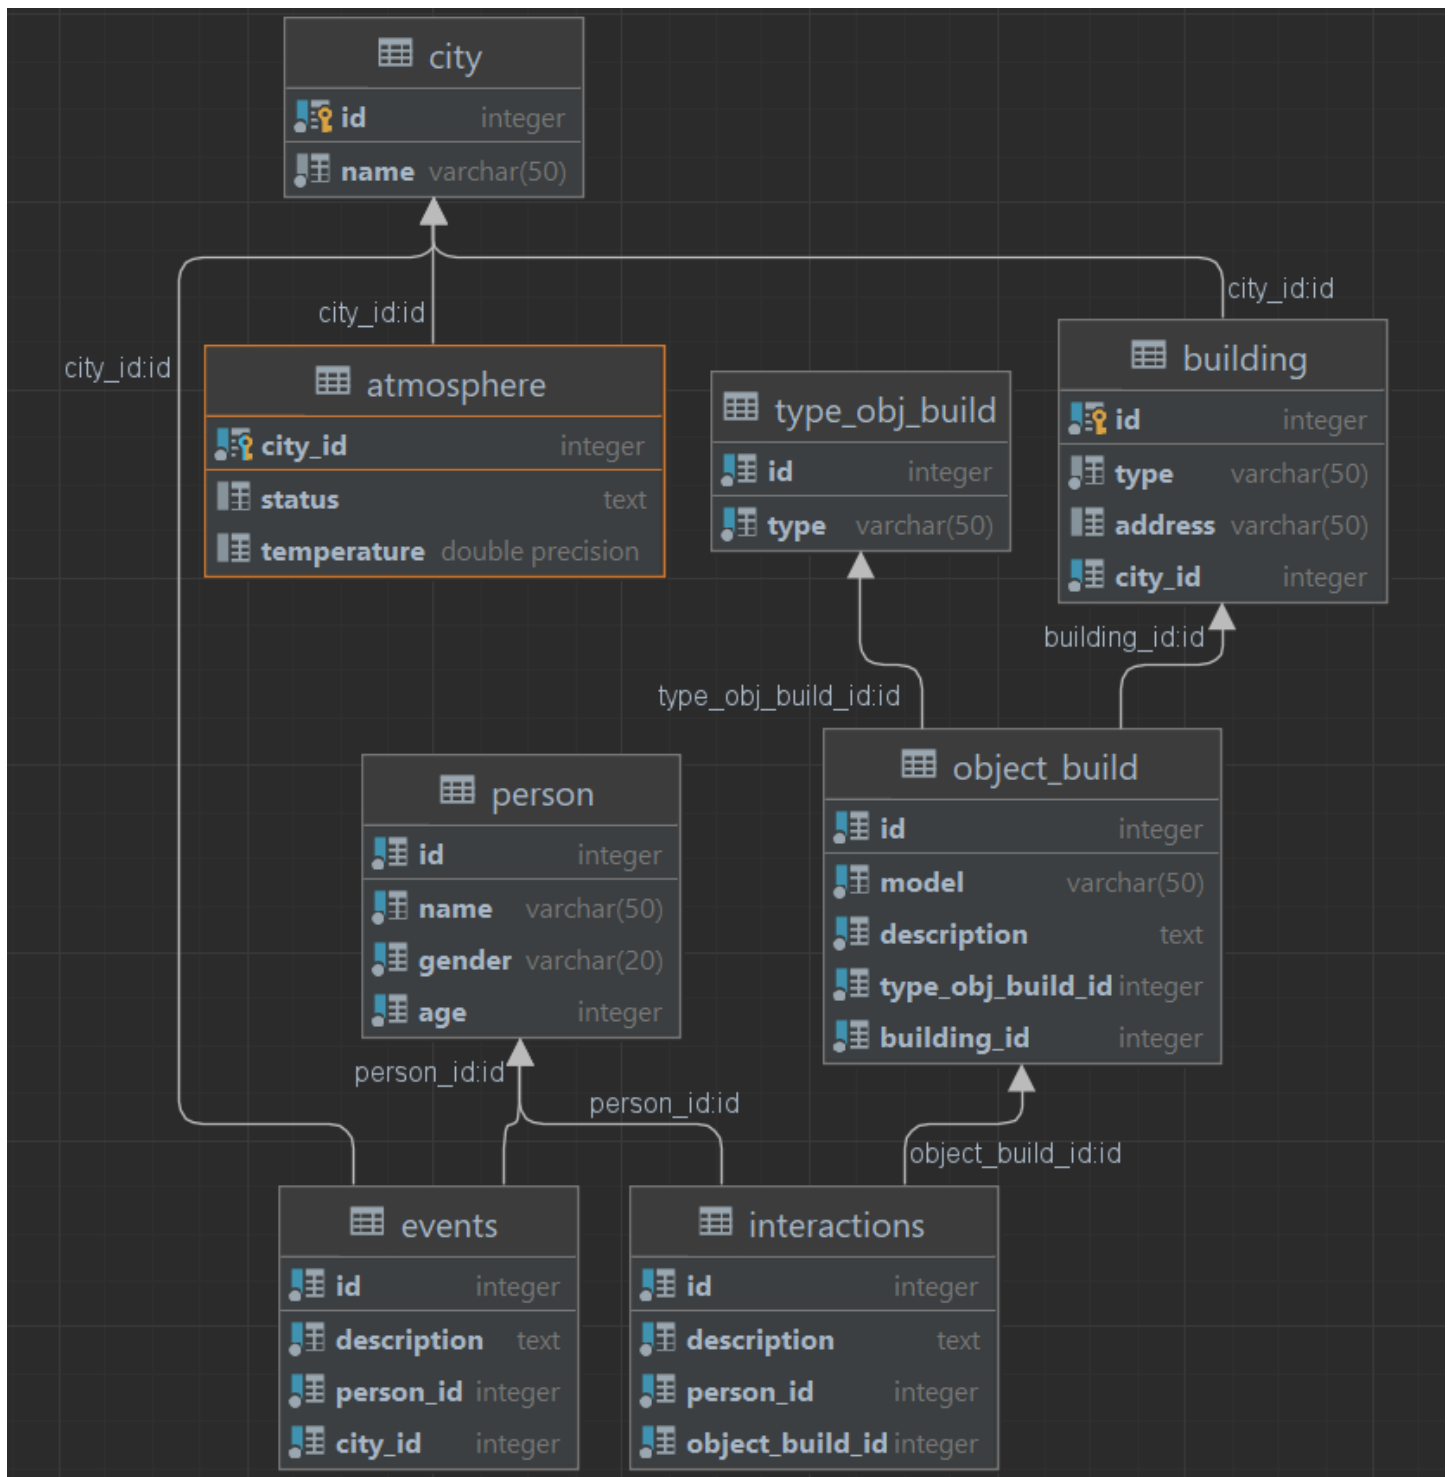 city
id integer
name varchar(50)
city_id:id
city_id:id
city_id:id
atmosphere
city_id integer
status text
temperature double precision
type_obj_build
id integer
type varchar(50)
building
id integer
type varchar(50)
address varchar(50)
city_id integer
building_id:id
type_obj_build_id:id
person
id integer
name varchar(50)
gender varchar(20)
age integer
object_build
id integer
model varchar(50)
description text
type_obj_build_id integer
building_id integer
person_id:id
person_id:id
object_build_id:id
events
id integer
description text
person_id integer
city_id integer
interactions
id integer
description text
person_id integer
object_build_id integer